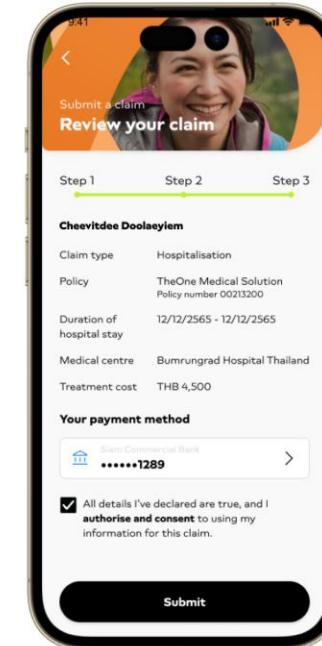 9:41
Submit a claim
Review your claim
Step 1 Step 2 Step 3
Cheevitdee Doolaeyiem
Claim type Hospitalisation
Policy TheOne Medical Solution
Policy number 00213200
Duration of hospital stay 12/12/2565 - 12/12/2565
Medical centre Bumrungrad Hospital Thailand
Treatment cost THB 4,500
Your payment method
Siam Commercial Bank
••••••1289
All details I've declared are true, and I
authorise and consent to using my
information for this claim.
Submit